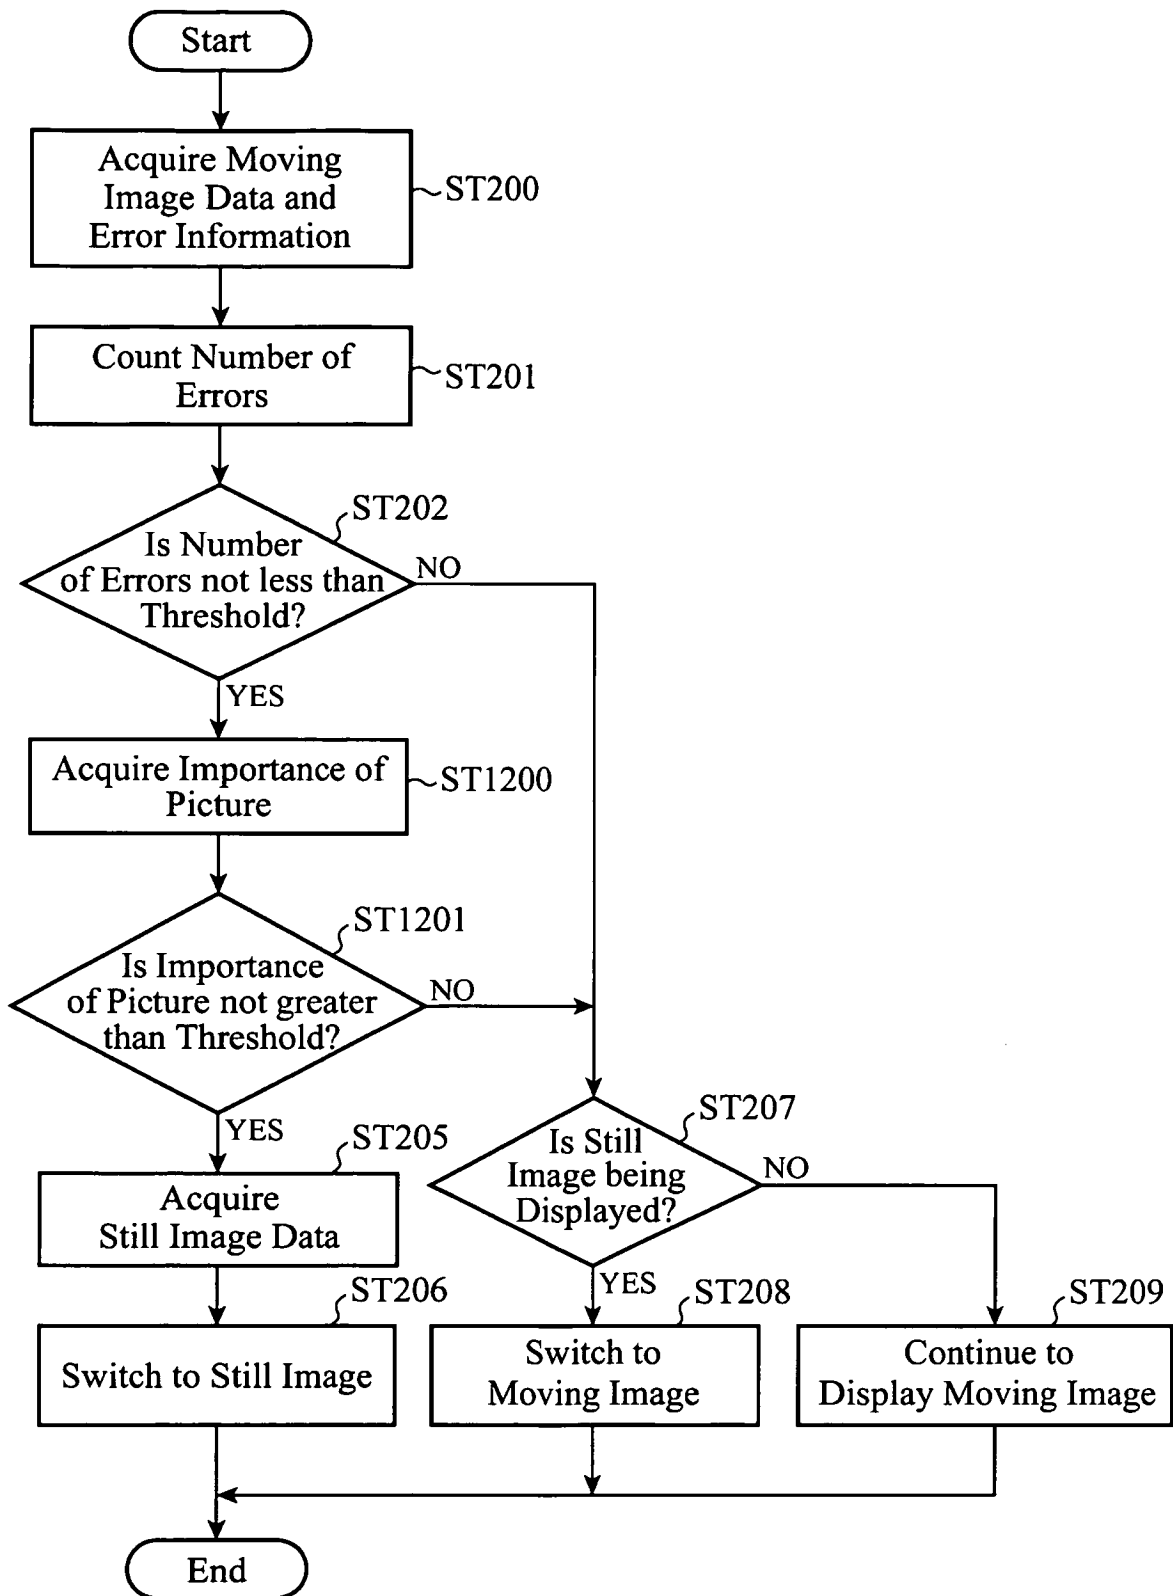 Start
Acquire Moving
Image Data and
Error Information
ST200
Count Number of
Errors
ST201
ST202
Is Number
of Errors not less than
Threshold?
NO
YES
Acquire Importance of
Picture
ST1200
ST1201
Is Importance
of Picture not greater
than Threshold?
NO
YES
ST205
Acquire
Still Image Data
ST206
Switch to Still Image
ST207
Is Still
Image being
Displayed?
NO
YES
ST208
Switch to
Moving Image
ST209
Continue to
Display Moving Image
End